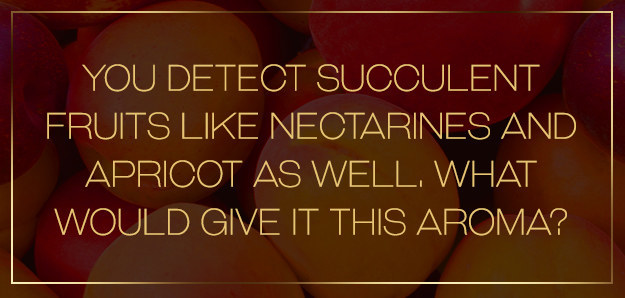 YOU DETECT SUCCULENT
FRUITS LIKE NECTARINES AND
APRICOT AS WELL. WHAT
WOULD GIVE IT THIS AROMA?